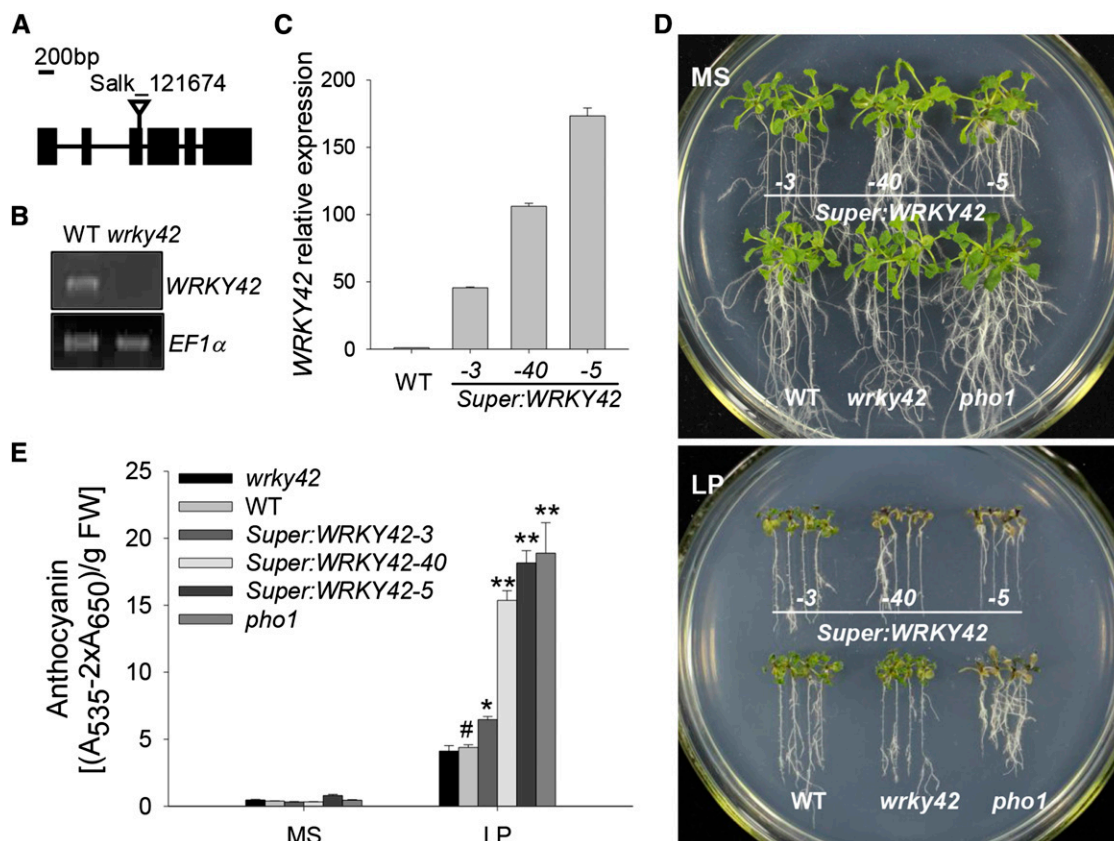 A
200bp
Salk_121674
B
WT wrky42
WRKY42
EF1α
C
WRKY42 relative expression
200
150
100
50
0
WT
-3 -40 -5
Super:WRKY42
D
MS
-3 -40 -5
Super:WRKY42
WT wrky42 pho1
LP
-3 -40 -5
Super:WRKY42
WT wrky42 pho1
E
Anthocyanin
[(A535-2xA650)/g FW]
25
20
15
10
5
0
wrky42
WT
Super:WRKY42-3
Super:WRKY42-40
Super:WRKY42-5
pho1
#
*
**
**
**
MS LP